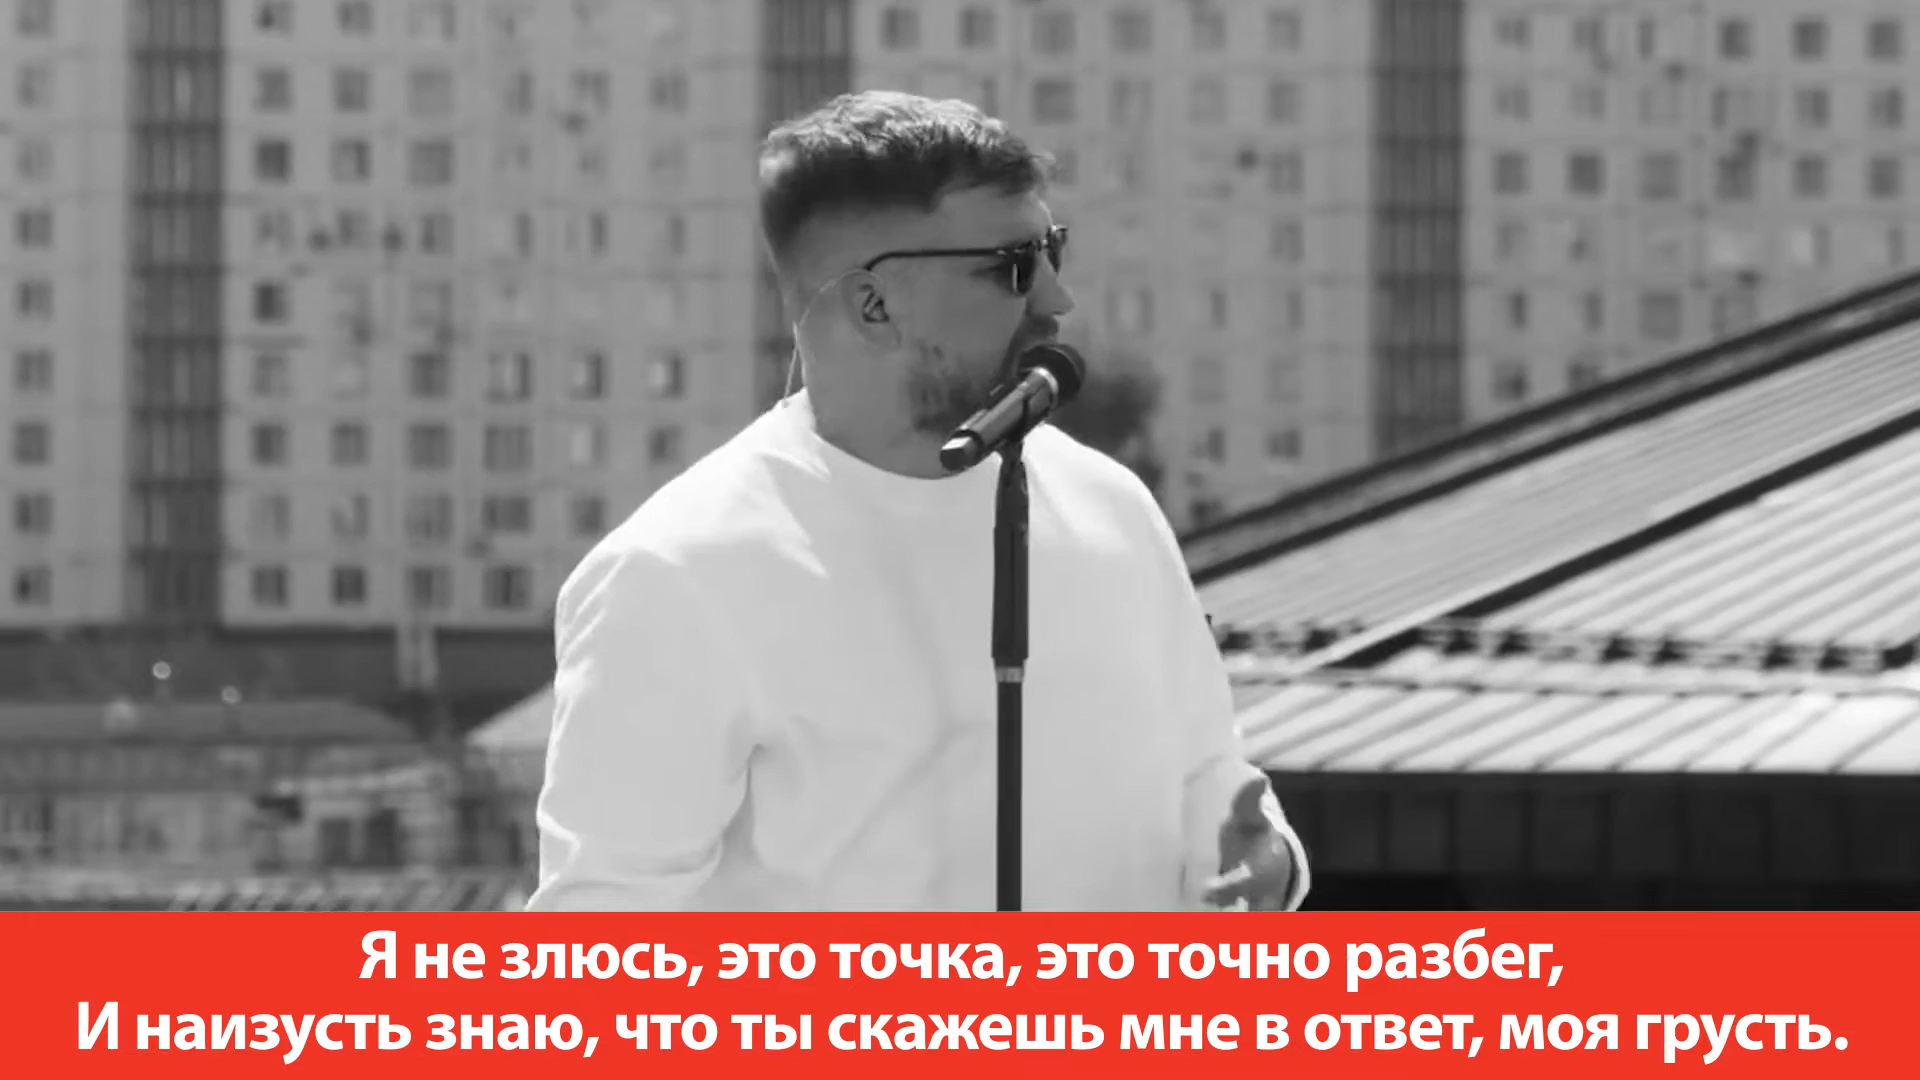 Я не злюсь, это точка, это точно разбег,
И наизусть знаю, что ты скажешь мне в ответ, моя грусть.